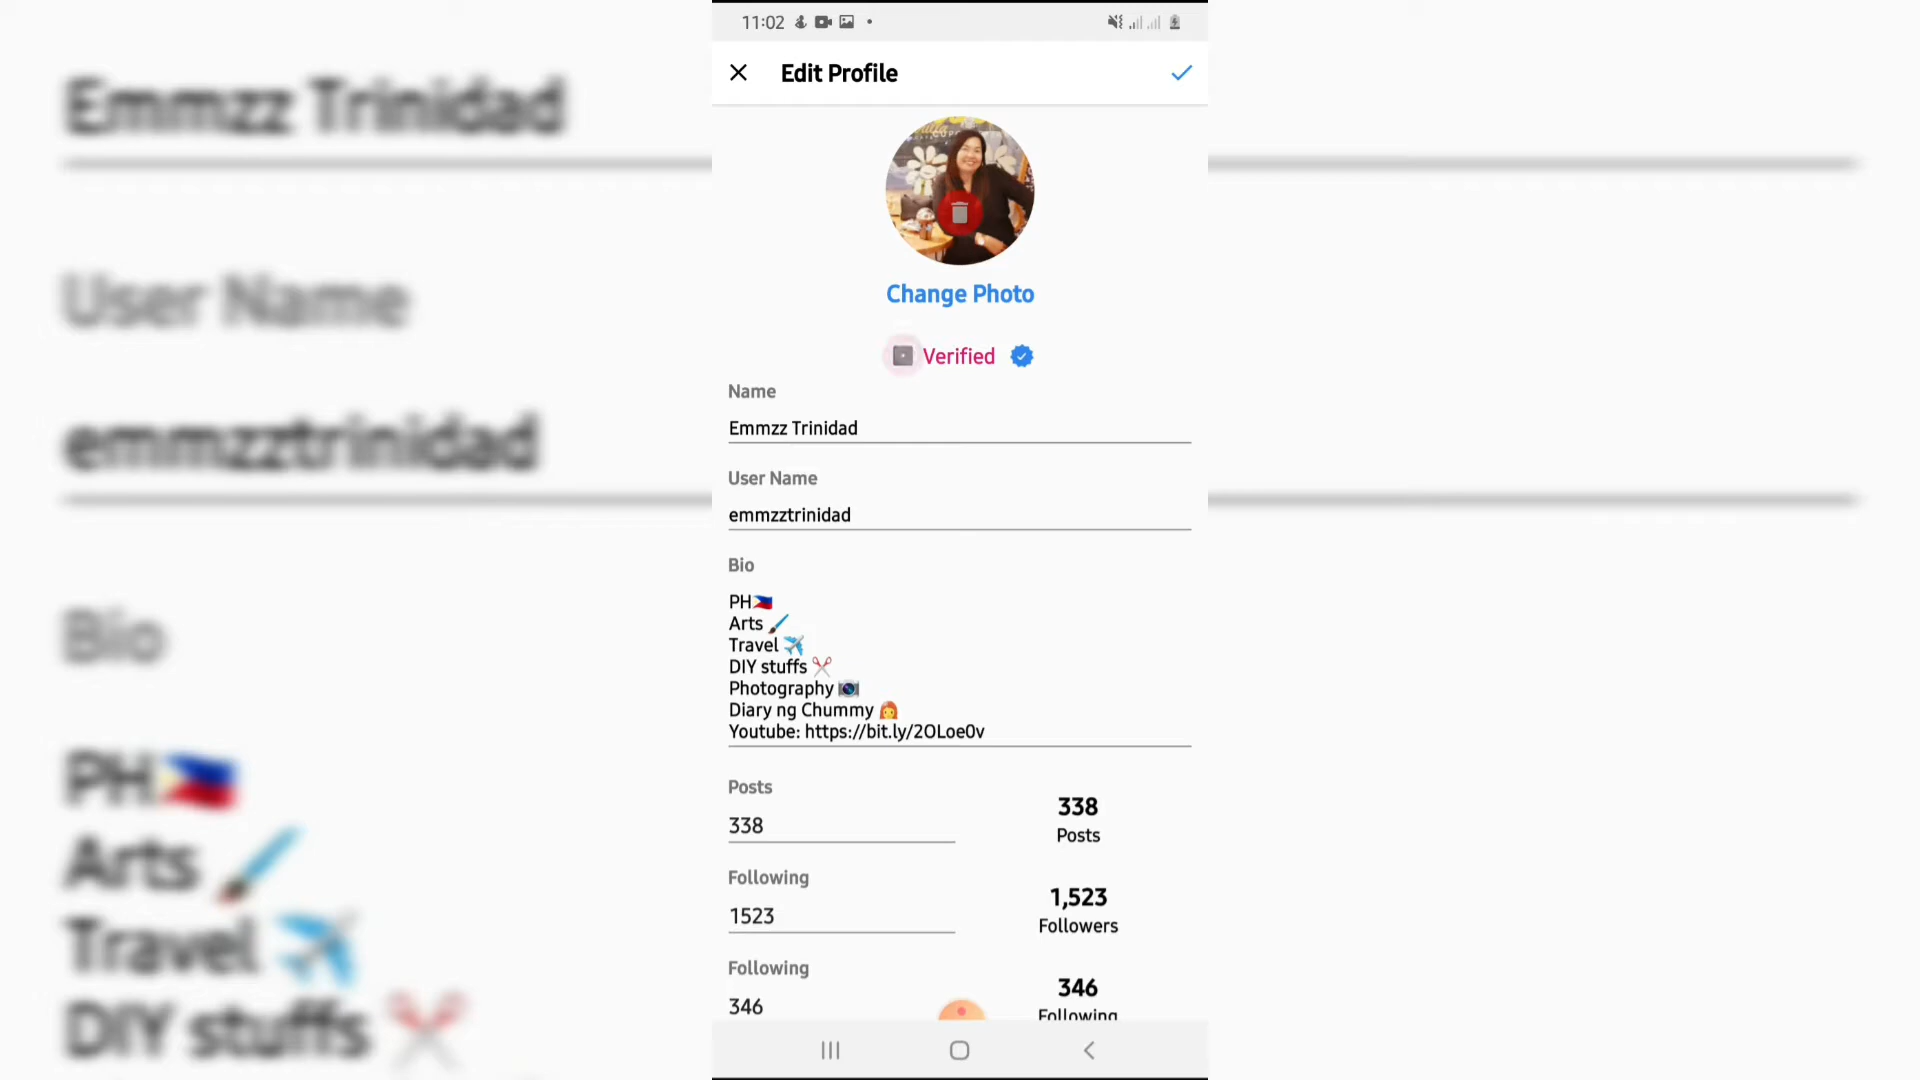 11:02
Edit Profile
Change Photo
Verified
Name
Emmzz Trinidad
User Name
emmzztrinidad
Bio
PH🇵🇭
Arts 🖌️
Travel ✈️
DIY stuffs ✂️
Photography 📷
Diary ng Chummy 👩‍🦰
Youtube: https://bit.ly/2OLoe0v
Posts
338
338
Posts
Following
1523
1,523
Followers
Following
346
346
Following
Emmzz Trinidad
User Name
emmzztrinidad
Bio
PH🇵🇭
Arts 🖌️
Travel ✈️
DIY stuffs ✂️